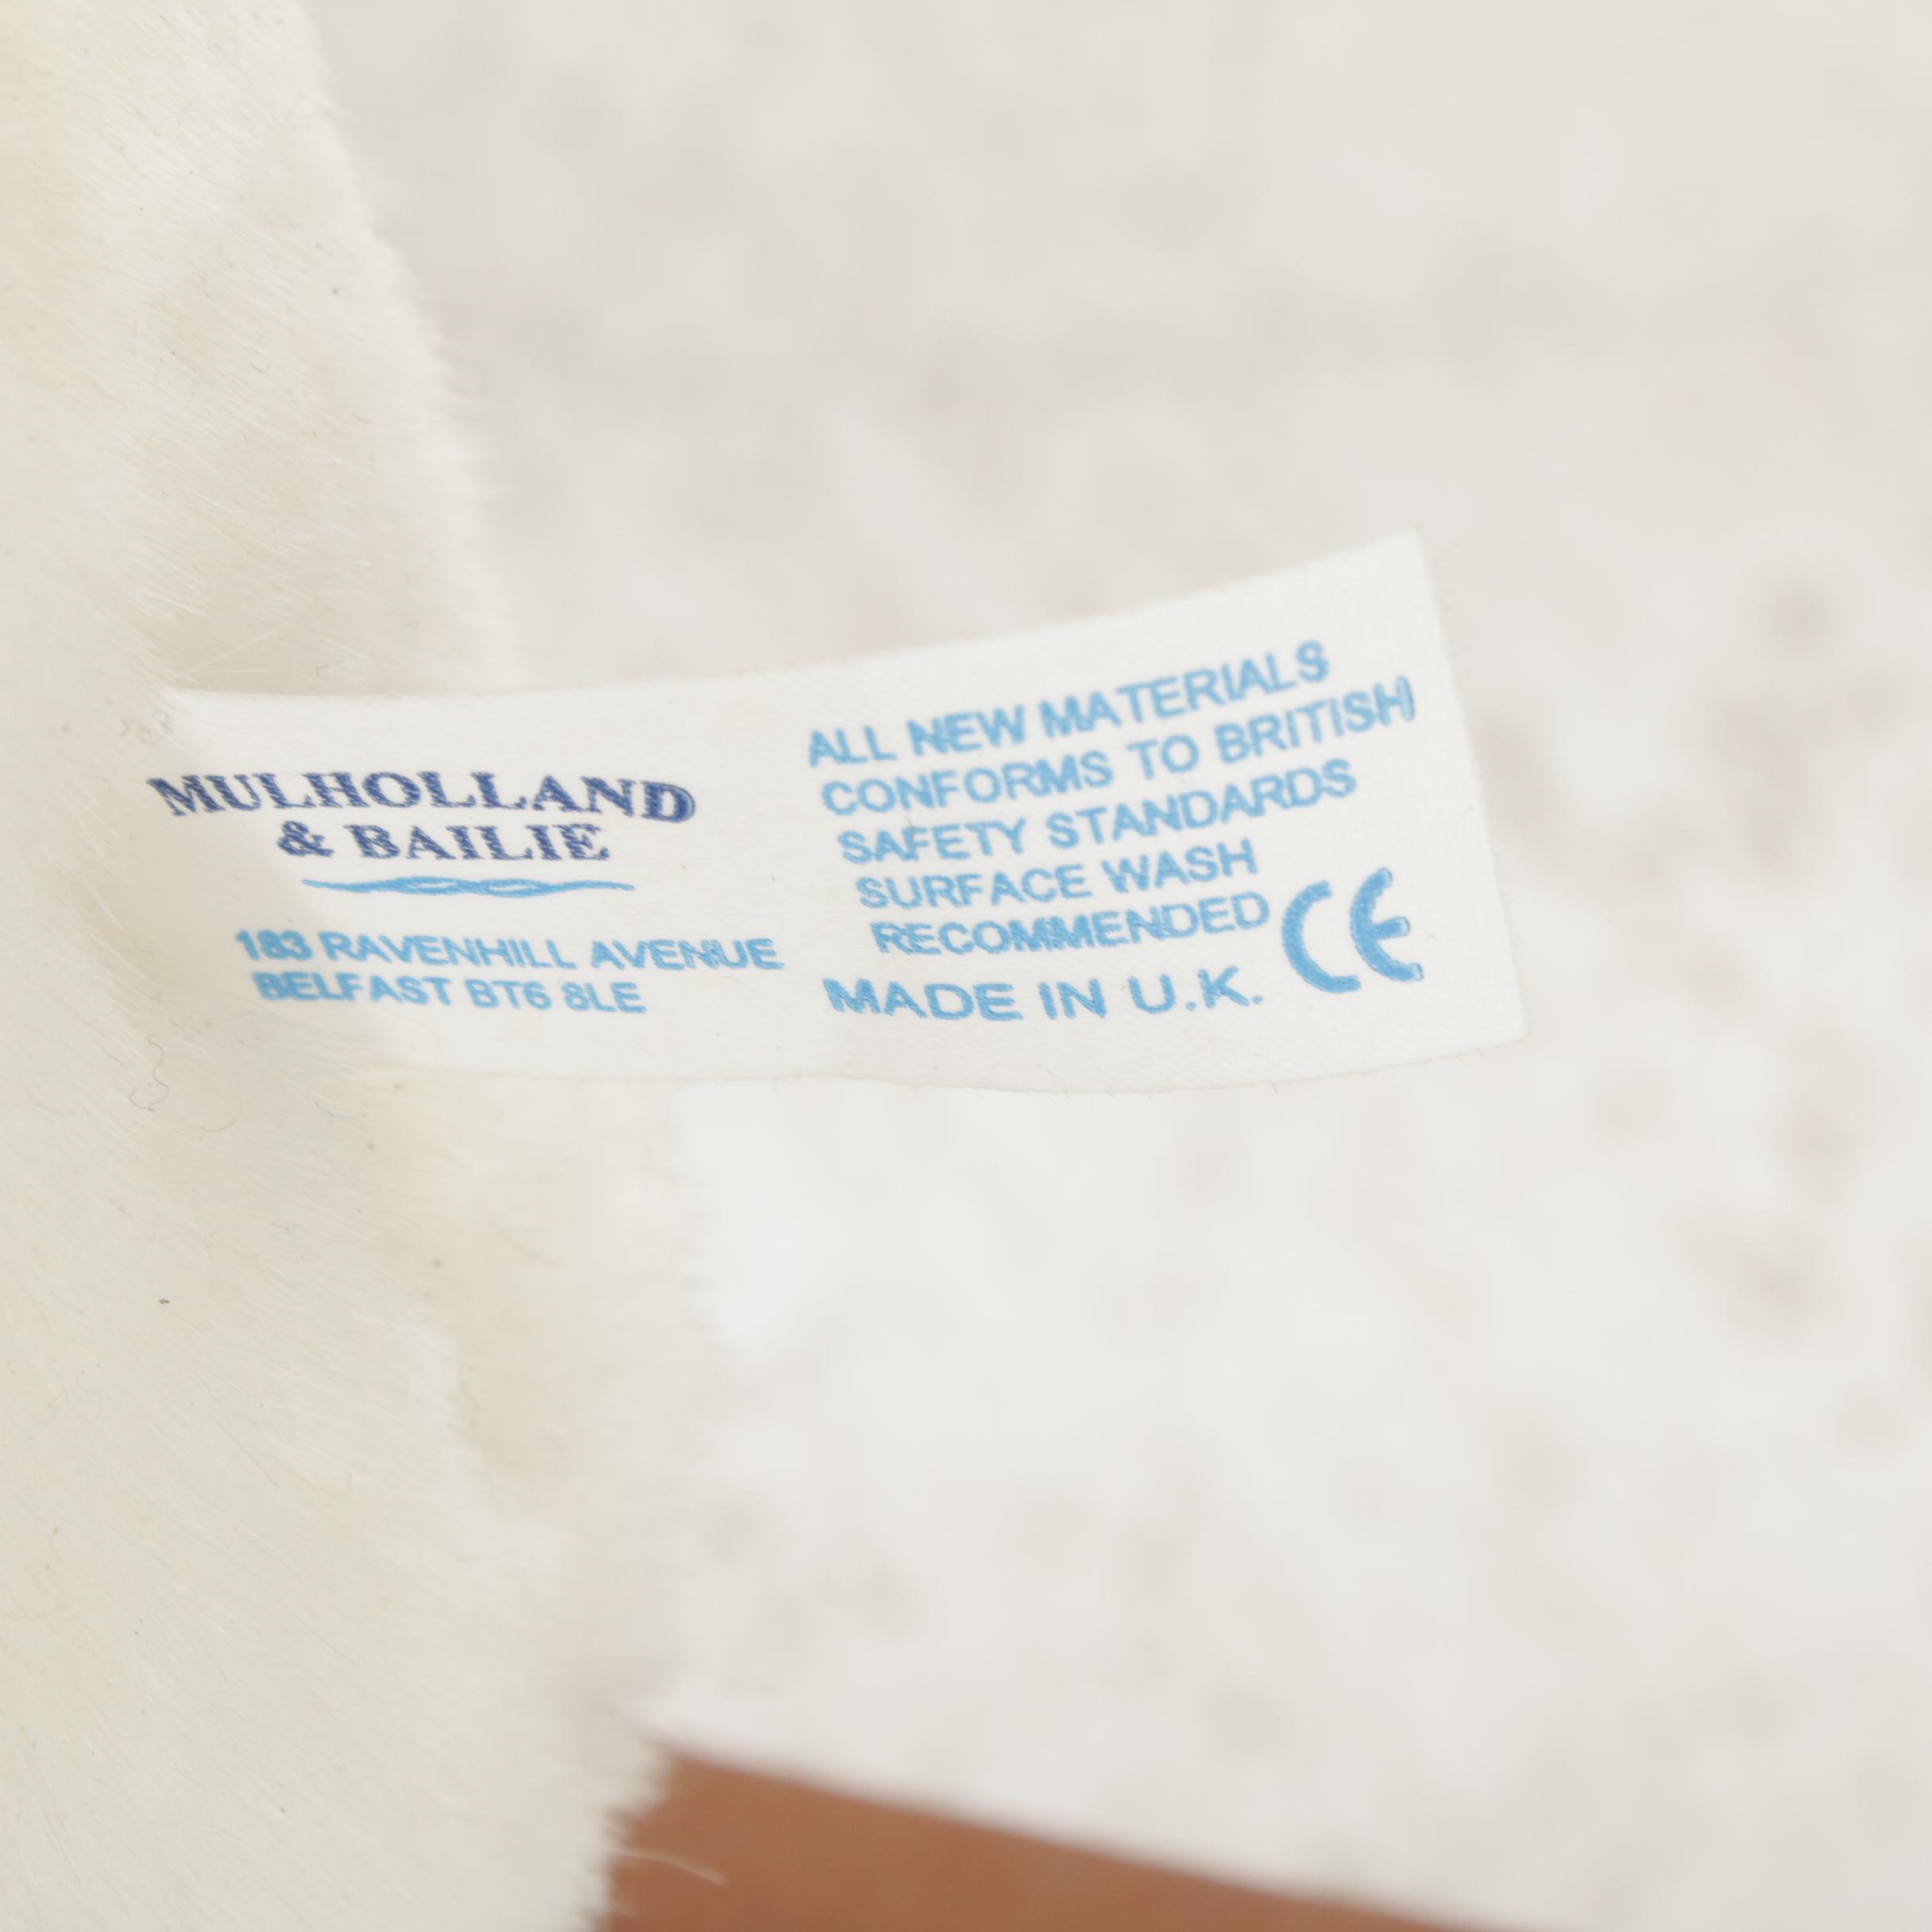 MULHOLLAND
& BAILIE
183 RAVENHILL AVENUE
BELFAST BT6 8LE
ALL NEW MATERIALS
CONFORMS TO BRITISH
SAFETY STANDARDS
SURFACE WASH
RECOMMENDED
CE
MADE IN U.K.